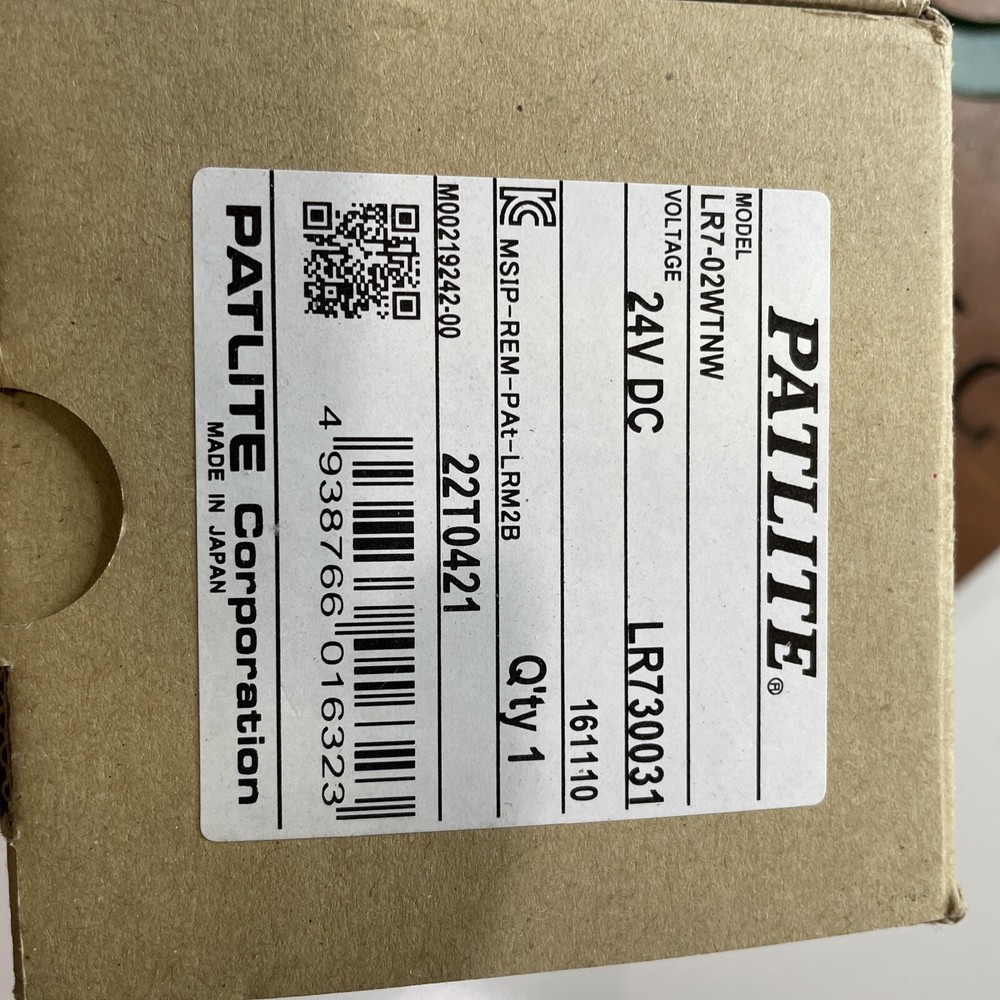 PATLITE®
MODEL
LR7-02WTNW
VOLTAGE
24V DC LR730031
161110
MSIP-REM-PAt-LRM2B Q'ty 1
M00219242-00 22T0421
4 938766 016323
PATLITE Corporation
MADE IN JAPAN